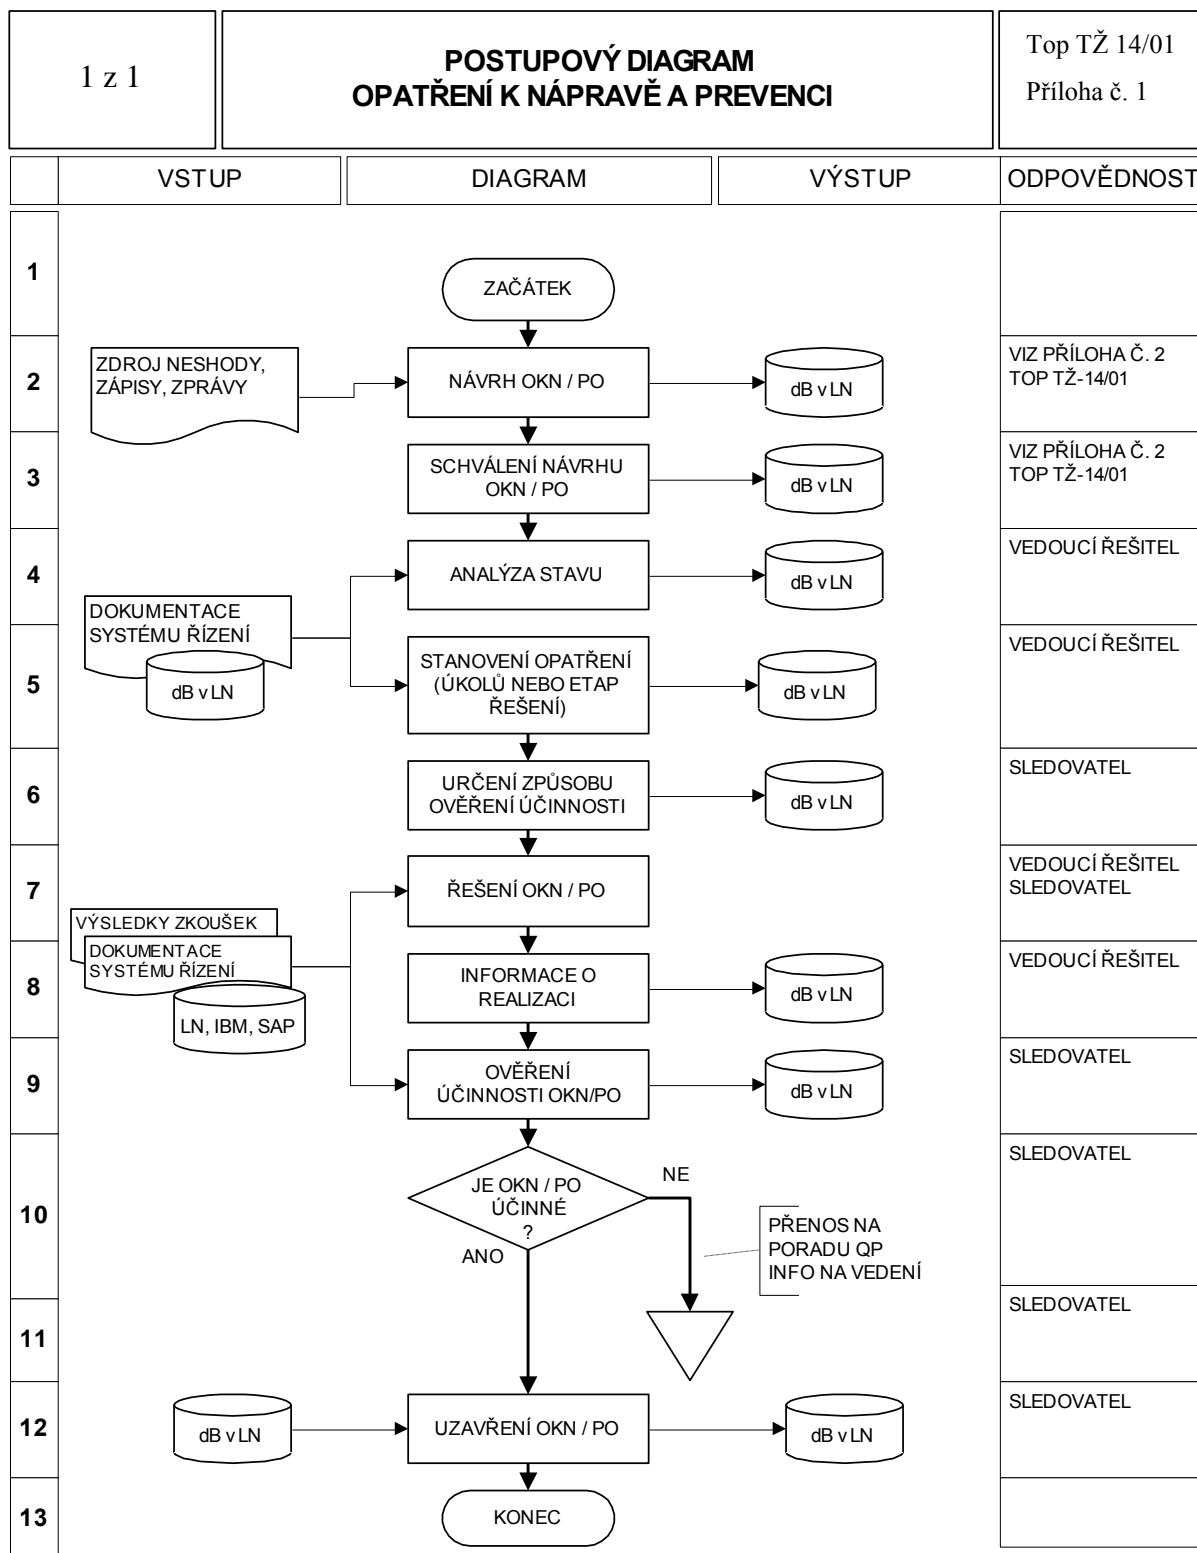 1 z 1
POSTUPOVÝ DIAGRAM
OPATŘENÍ K NÁPRAVĚ A PREVENCI
Top TŽ 14/01
Příloha č. 1
VSTUP
DIAGRAM
VÝSTUP
ODPOVĚDNOST
1
ZAČÁTEK
2
ZDROJ NESHODY,
ZÁPISY, ZPRÁVY
NÁVRH OKN / PO
dB v LN
VIZ PŘÍLOHA Č. 2
TOP TŽ-14/01
3
SCHVÁLENÍ NÁVRHU
OKN / PO
dB v LN
VIZ PŘÍLOHA Č. 2
TOP TŽ-14/01
4
ANALÝZA STAVU
dB v LN
VEDOUCÍ ŘEŠITEL
DOKUMENTACE
SYSTÉMU ŘÍZENÍ
dB v LN
5
STANOVENÍ OPATŘENÍ
(ÚKOLŮ NEBO ETAP
ŘEŠENÍ)
dB v LN
VEDOUCÍ ŘEŠITEL
6
URČENÍ ZPŮSOBU
OVĚŘENÍ ÚČINNOSTI
dB v LN
SLEDOVATEL
7
ŘEŠENÍ OKN / PO
VEDOUCÍ ŘEŠITEL
SLEDOVATEL
VÝSLEDKY ZKOUŠEK
DOKUMENTACE
SYSTÉMU ŘÍZENÍ
LN, IBM, SAP
8
INFORMACE O
REALIZACI
dB v LN
VEDOUCÍ ŘEŠITEL
9
OVĚŘENÍ
ÚČINNOSTI OKN/PO
dB v LN
SLEDOVATEL
10
JE OKN / PO
ÚČINNÉ
?
NE
ANO
PŘENOS NA
PORADU QP
INFO NA VEDENÍ
SLEDOVATEL
11
SLEDOVATEL
12
dB v LN
UZAVŘENÍ OKN / PO
dB v LN
SLEDOVATEL
13
KONEC